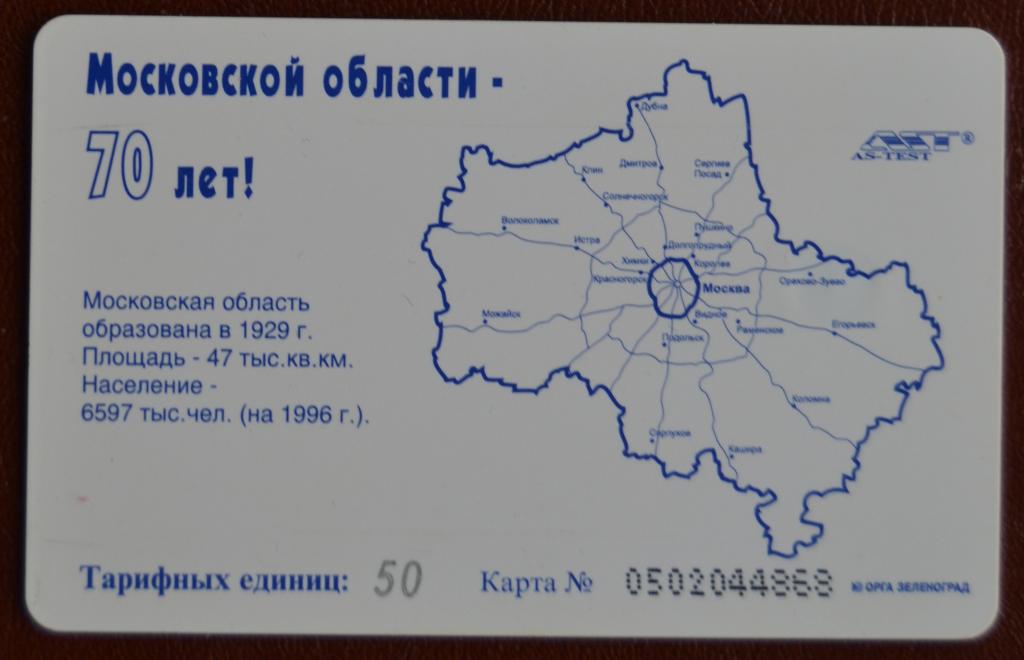 Московской области -
70 лет!
AST®
AS-TEST
Московская область
образована в 1929 г.
Площадь - 47 тыс.кв.км.
Население -
6597 тыс.чел. (на 1996 г.).
Дубна
Дмитров
Сергиев
Посад
Клин
Солнечногорск
Волоколамск
Пушкино
Истра
Долгопрудный
Химки
Королев
Красногорск
Орехово-Зуево
Москва
Можайск
Видное
Раменское
Егорьевск
Подольск
Коломна
Серпухов
Кашира
Тарифных единиц: 50 Карта № 0502044868 ОРГА ЗЕЛЕНОГРАД